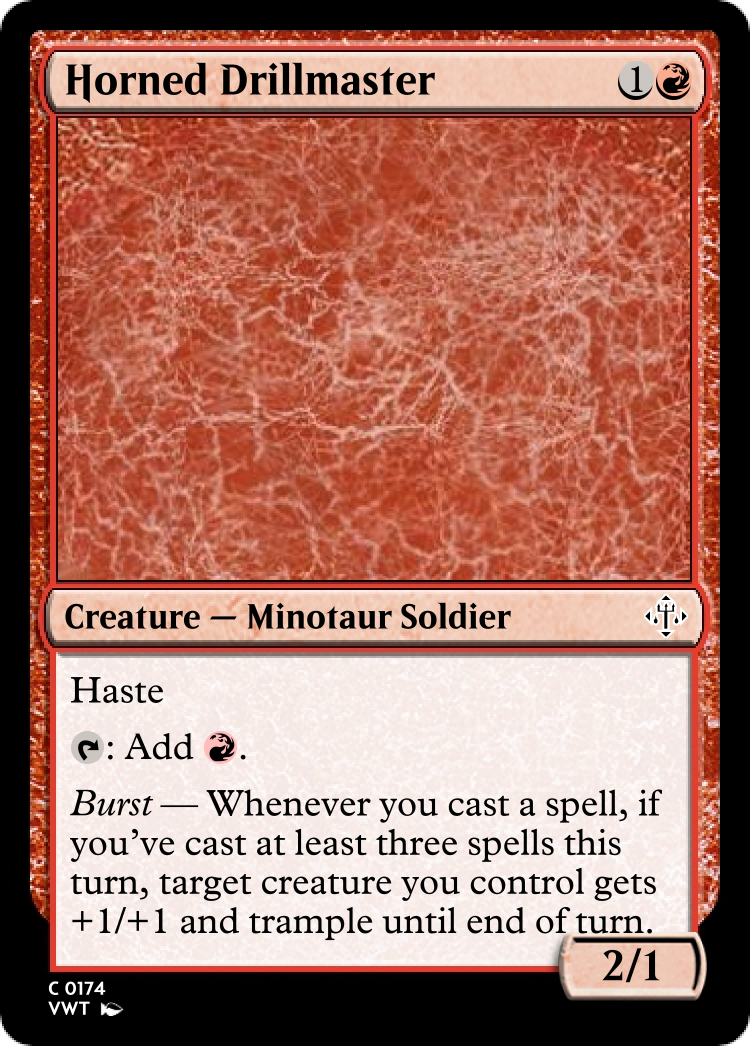 Horned Drillmaster 1
Creature — Minotaur Soldier
Haste
: Add .
Burst — Whenever you cast a spell, if
you've cast at least three spells this
turn, target creature you control gets
+1/+1 and trample until end of turn.
2/1
C 0174
VWT